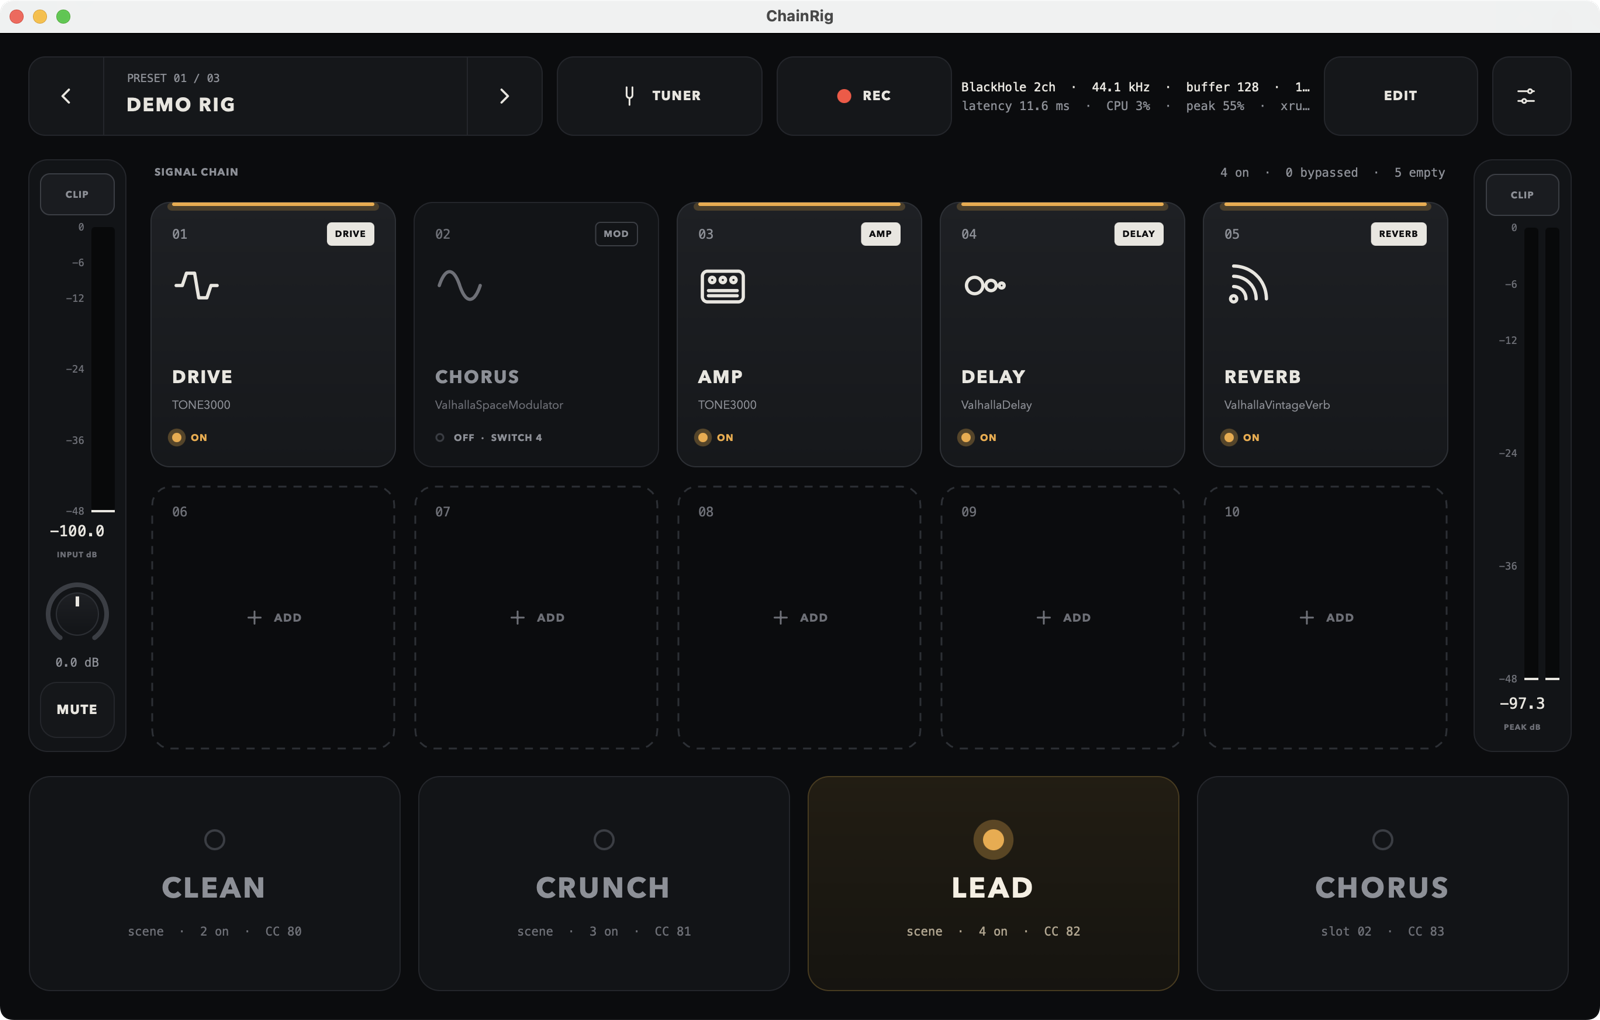 ChainRig
PRESET 01 / 03
DEMO RIG
TUNER
REC
BlackHole 2ch · 44.1 kHz · buffer 128 · 1…
latency 11.6 ms · CPU 3% · peak 55% · xru…
EDIT
CLIP
0
−6
−12
−24
−36
−48
−100.0
INPUT dB
0.0 dB
MUTE
SIGNAL CHAIN
4 on · 0 bypassed · 5 empty
01 DRIVE
DRIVE
TONE3000
ON
02 MOD
CHORUS
ValhallaSpaceModulator
OFF · SWITCH 4
03 AMP
AMP
TONE3000
ON
04 DELAY
DELAY
ValhallaDelay
ON
05 REVERB
REVERB
ValhallaVintageVerb
ON
06
ADD
07
ADD
08
ADD
09
ADD
10
ADD
CLIP
0
−6
−12
−24
−36
−48
−97.3
PEAK dB
CLEAN
scene · 2 on · CC 80
CRUNCH
scene · 3 on · CC 81
LEAD
scene · 4 on · CC 82
CHORUS
slot 02 · CC 83